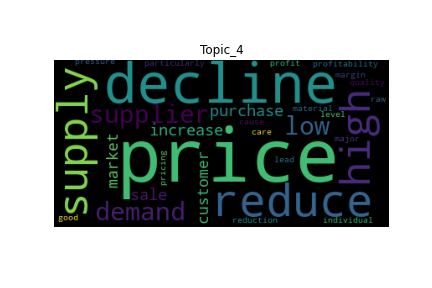 Topic_4
pressure particularly profit profitability
decline margin
quality
supply supplier purchase material raw
cause low level high
increase care major
market price
pricing customer lead
sale reduce
demand
good reduction individual